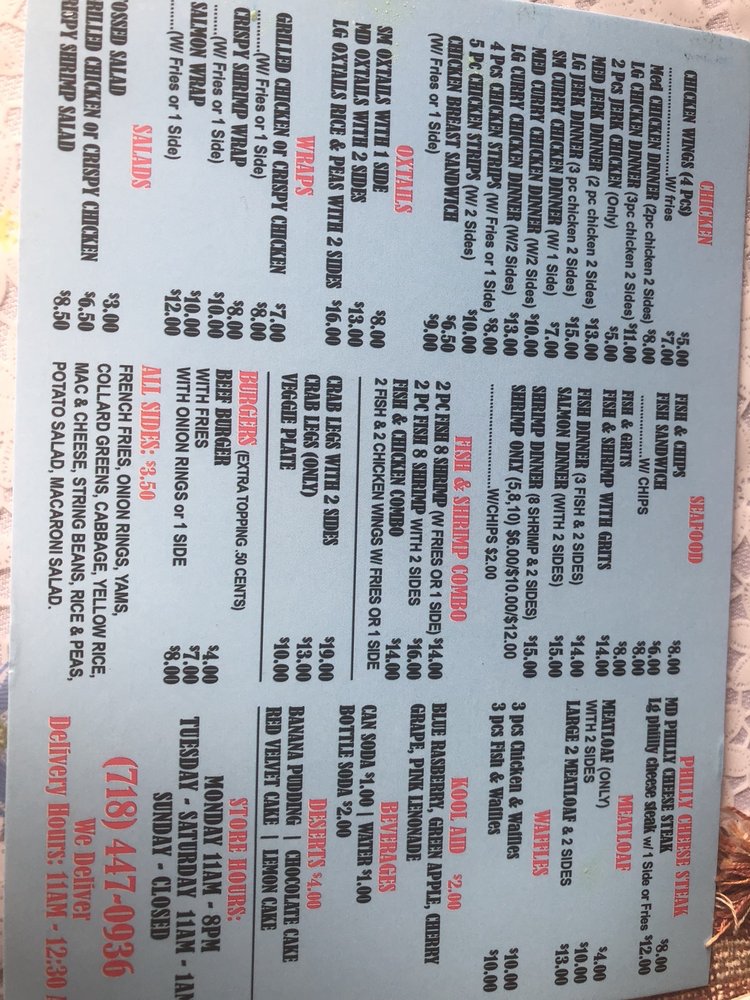 CHICKEN
CHICKEN WINGS (4 Pcs) $5.00
........................W/ fries $7.00
Med CHICKEN DINNER (2pc chicken 2 Sides) $8.00
LG CHICKEN DINNER (3pc chicken 2 Sides) $11.00
2 PCS JERK CHICKEN (Only) $5.00
MED JERK DINNER (2 pc chicken 2 Sides) $13.00
LG JERK DINNER (3 pc chicken 2 Sides) $15.00
SM CURRY CHICKEN DINNER (W/ 1 Side) $7.00
MED CURRY CHICKEN DINNER (W/2 Sides) $10.00
LG CURRY CHICKEN DINNER (W/2 Sides) $13.00
4 PCS CHICKEN STRIPS (W/ Fries or 1 Side) $8.00
5 PC CHICKEN STRIPS (W/ 2 Sides) $10.00
CHICKEN BREAST SANDWICH $6.50
(W/ Fries or 1 Side) $9.00
OXTAILS
SM OXTAILS WITH 1 SIDE $8.00
MD OXTAILS WITH 2 SIDES $13.00
LG OXTAILS RICE & PEAS WITH 2 SIDES $16.00
WRAPS
GRILLED CHICKEN or CRISPY CHICKEN $7.00
........(W/ Fries or 1 Side) $8.00
CRISPY SHRIMP WRAP $8.00
........(W/ Fries or 1 Side) $10.00
SALMON WRAP $10.00
(W/ Fries or 1 Side) $12.00
SALADS
TOSSED SALAD $3.00
GRILLED CHICKEN or CRISPY CHICKEN $6.50
CRISPY SHRIMP SALAD $8.50
SEAFOOD
FISH & CHIPS $8.00
FISH SANDWICH $6.00
................W/ CHIPS $8.00
FISH & GRITS $8.00
FISH & SHRIMP WITH GRITS $14.00
FISH DINNER (3 FISH & 2 SIDES) $14.00
SALMON DINNER (WITH 2 SIDES) $15.00
SHRIMP DINNER (8 SHRIMP & 2 SIDES) $15.00
SHRIMP ONLY (5,8,10) $6.00/$10.00/$12.00
........................W/CHIPS $2.00
FISH & SHRIMP COMBO
2 PC FISH 8 SHRIMP (W FRIES OR 1 SIDE) $14.00
2 PC FISH 8 SHRIMP WITH 2 SIDES $16.00
FISH & CHICKEN COMBO $14.00
2 FISH & 2 CHICKEN WINGS W/ FRIES OR 1 SIDE
CRAB LEGS WITH 2 SIDES $19.00
CRAB LEGS (ONLY) $13.00
VEGGIE PLATE $10.00
BURGERS (EXTRA TOPPING .50 CENTS)
BEEF BURGER $4.00
WITH FRIES $7.00
WITH ONION RINGS or 1 SIDE $8.00
ALL SIDES: $3.50
FRENCH FRIES, ONION RINGS, YAMS,
COLLARD GREENS, CABBAGE, YELLOW RICE,
MAC & CHEESE, STRING BEANS, RICE & PEAS,
POTATO SALAD, MACARONI SALAD.
PHILLY CHEESE STEAK
MD PHILLY CHEESE STEAK $8.00
Lg philly cheese steak w/ 1 Side or Fries $12.00
MEATLOAF
MEATLOAF (ONLY) $4.00
WITH 2 SIDES $10.00
LARGE 2 MEATLOAF & 2 SIDES $13.00
WAFFLES
3 pcs Chicken & Waffles $10.00
3 pcs Fish & Waffles $10.00
KOOL AID $2.00
BLUE RASBERRY, GREEN APPLE, CHERRY
GRAPE, PINK LEMONADE
BEVERAGES
CAN SODA $1.00 | WATER $1.00
BOTTLE SODA $2.00
DESERTS $4.00
BANANA PUDDING | CHOCOLATE CAKE
RED VELVET CAKE | LEMON CAKE
STORE HOURS:
MONDAY 11AM - 8PM
TUESDAY - SATURDAY 11AM - 1AM
SUNDAY - CLOSED
(718) 447-0936
We Deliver
Delivery Hours: 11AM - 12:30 A